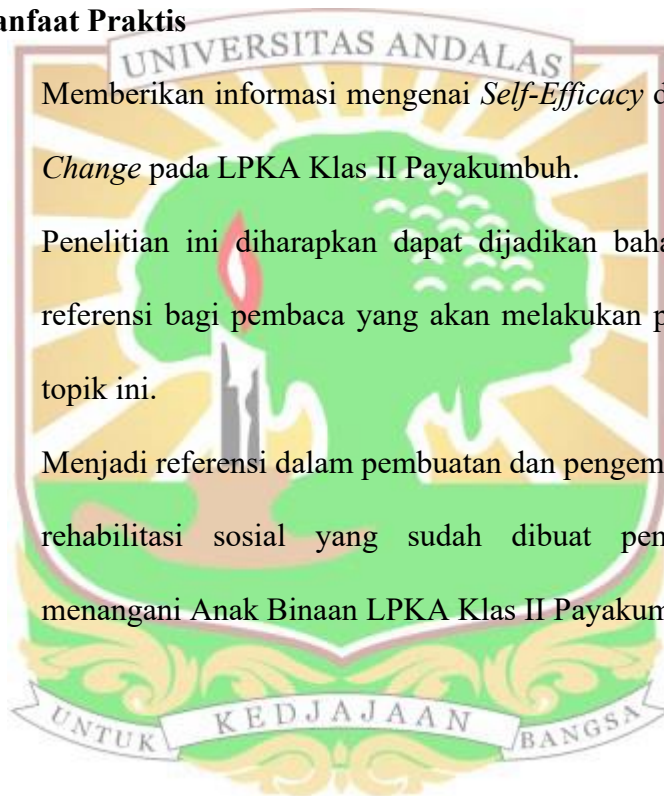 anfaat Praktis
UNIVERSITAS ANDALAS
Memberikan informasi mengenai Self-Efficacy d
Change pada LPKA Klas II Payakumbuh.
Penelitian ini diharapkan dapat dijadikan baha
referensi bagi pembaca yang akan melakukan p
topik ini.
Menjadi referensi dalam pembuatan dan pengem
rehabilitasi sosial yang sudah dibuat pen
menangani Anak Binaan LPKA Klas II Payakum
UNTUK KEDJAJAAN BANGSA